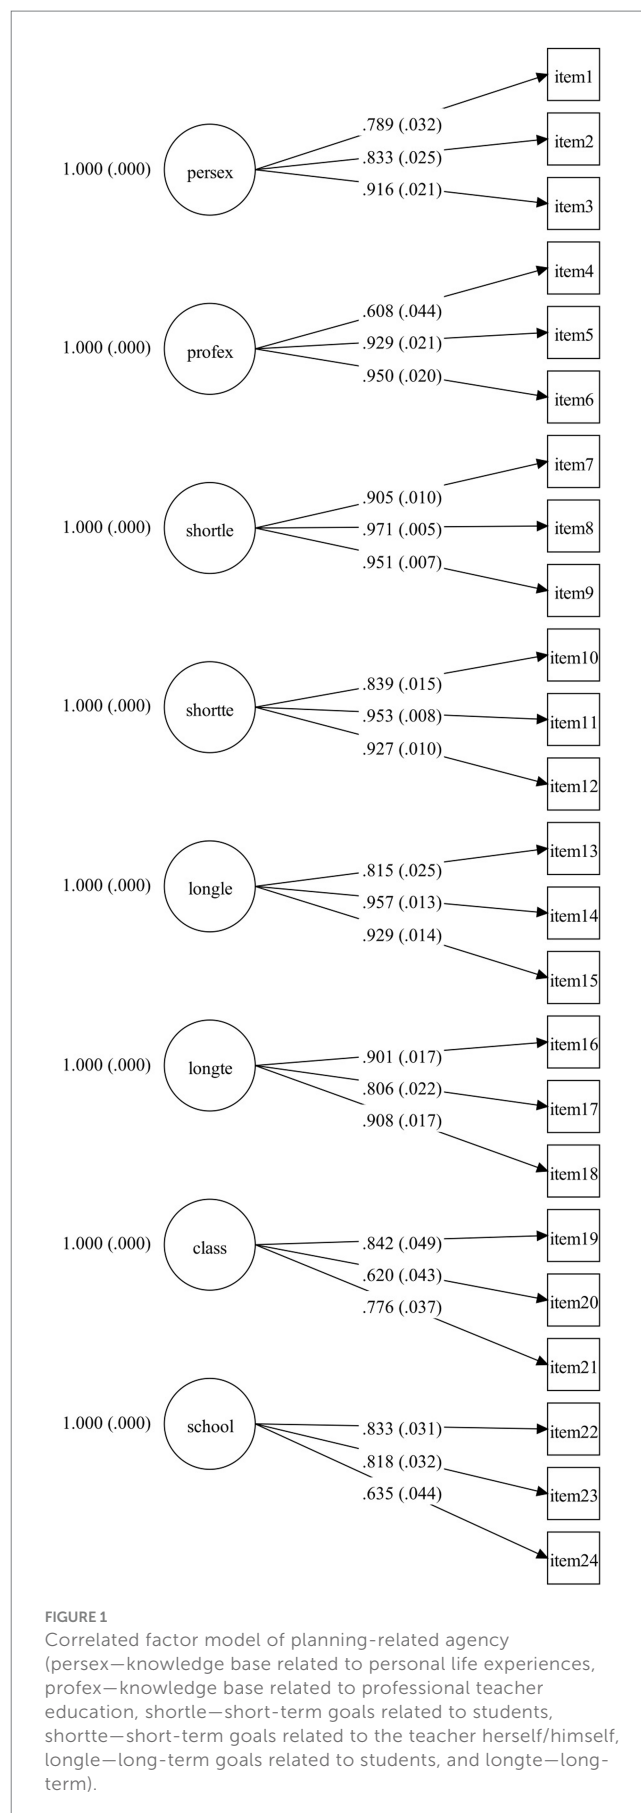 item1
.789 (.032)
item2
1.000 (.000)
persex
.833 (.025)
.916 (.021)
item3
item4
.608 (.044)
item5
1.000 (.000)
profex
.929 (.021)
.950 (.020)
item6
item7
.905 (.010)
1.000 (.000)
shortle
.971 (.005)
item8
.951 (.007)
item9
item10
.839 (.015)
1.000 (.000)
shortte
.953 (.008)
item11
.927 (.010)
item12
item13
.815 (.025)
1.000 (.000)
longle
.957 (.013)
item14
.929 (.014)
item15
item16
.901 (.017)
1.000 (.000)
longte
.806 (.022)
item17
.908 (.017)
item18
item19
.842 (.049)
1.000 (.000)
class
.620 (.043)
item20
.776 (.037)
item21
1.000 (.000)
school
.833 (.031)
item22
.818 (.032)
item23
.635 (.044)
item24
FIGURE 1
Correlated factor model of planning-related agency
(persex—knowledge base related to personal life experiences,
profex—knowledge base related to professional teacher
education, shortle—short-term goals related to students,
shortte—short-term goals related to the teacher herself/himself,
longle—long-term goals related to students, and longte—long-
term).